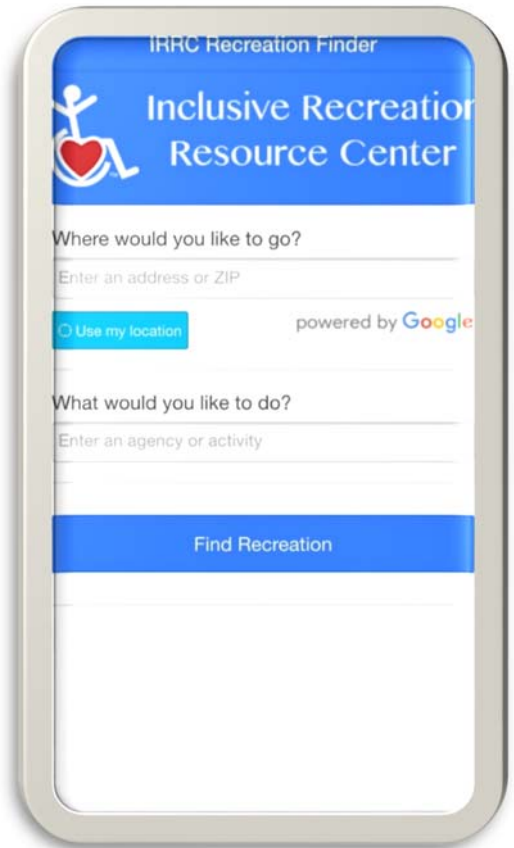 IRRC Recreation Finder
Inclusive Recreation
Resource Center
Where would you like to go?
Enter an address or ZIP
Use my location
powered by Google
What would you like to do?
Enter an agency or activity
Find Recreation